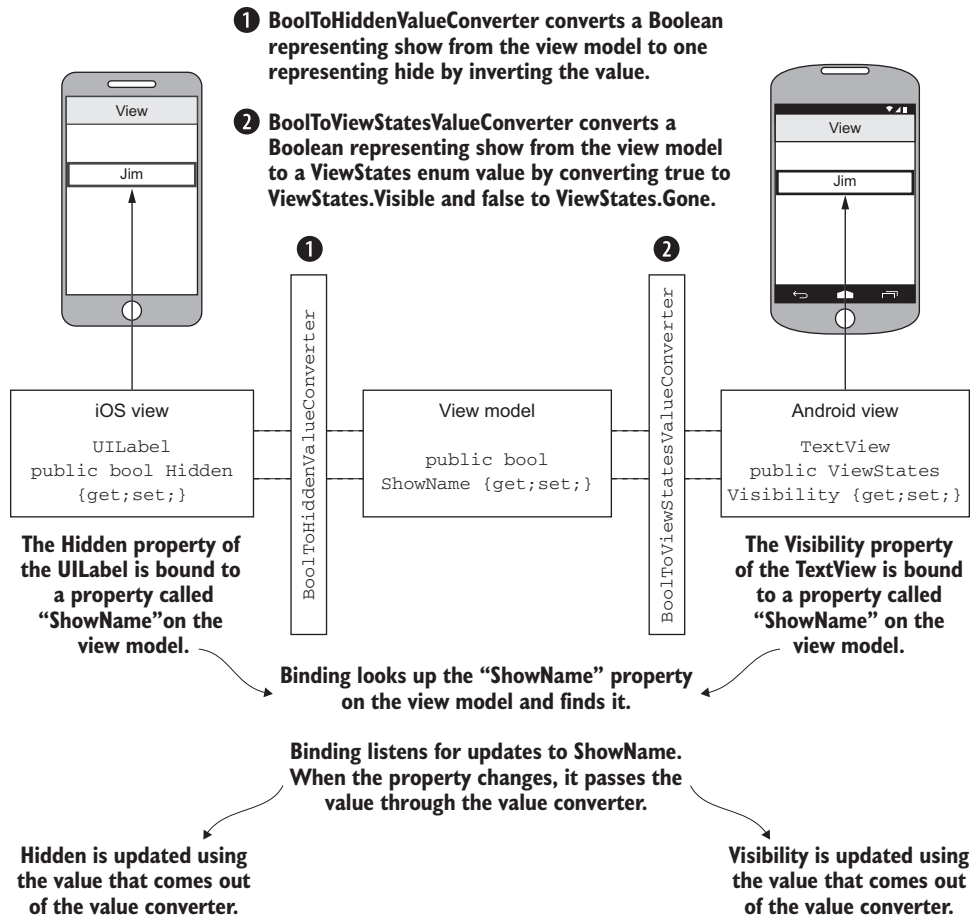 ❶ BoolToHiddenValueConverter converts a Boolean
representing show from the view model to one
representing hide by inverting the value.
❷ BoolToViewStatesValueConverter converts a
Boolean representing show from the view model
to a ViewStates enum value by converting true to
ViewStates.Visible and false to ViewStates.Gone.
View
Jim
View
Jim
❶
❷
iOS view
UILabel
public bool Hidden
{get;set;}
BoolToHiddenValueConverter
View model
public bool
ShowName {get;set;}
BoolToViewStatesValueConverter
Android view
TextView
public ViewStates
Visibility {get;set;}
The Hidden property of
the UILabel is bound to
a property called
“ShowName”on the
view model.
The Visibility property
of the TextView is bound
to a property called
“ShowName” on the
view model.
Binding looks up the “ShowName” property
on the view model and finds it.
Binding listens for updates to ShowName.
When the property changes, it passes the
value through the value converter.
Hidden is updated using
the value that comes out
of the value converter.
Visibility is updated using
the value that comes out
of the value converter.